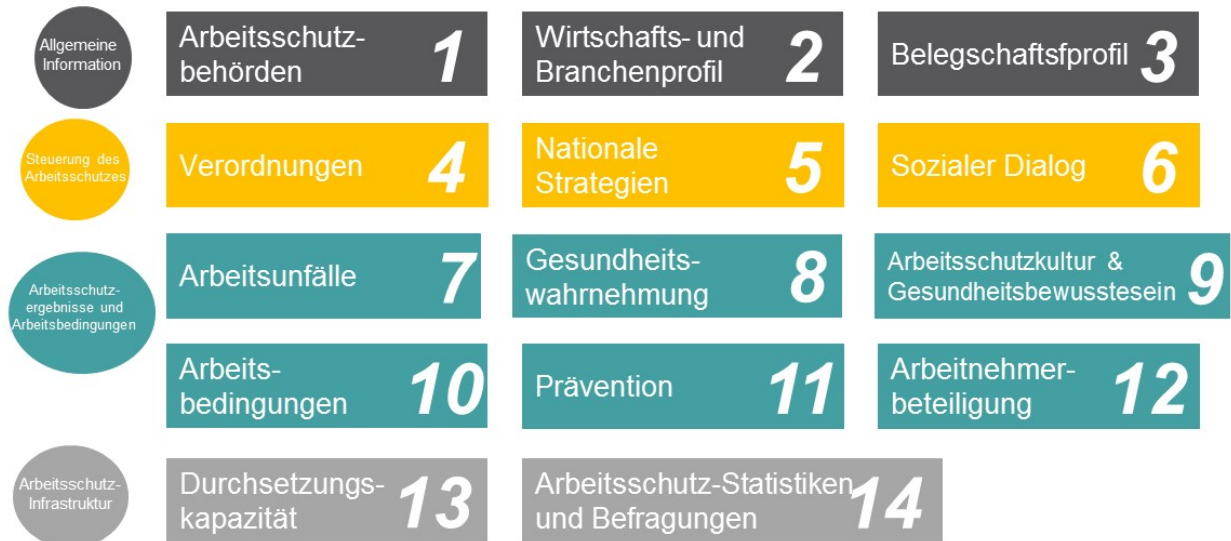 Allgemeine
Information
Arbeitsschutz-
behörden
1
Wirtschafts- und
Branchenprofil
2
Belegschaftsfprofil
3
Steuerung des
Arbeitsschutzes
Verordnungen
4
Nationale
Strategien
5
Sozialer Dialog
6
Arbeitsschutz-
ergebnisse und
Arbeitsbedingungen
Arbeitsunfälle
7
Gesundheits-
wahrnehmung
8
Arbeitsschutzkultur &
Gesundheitsbewusstesein
9
Arbeits-
bedingungen
10
Prävention
11
Arbeitnehmer-
beteiligung
12
Arbeitsschutz-
Infrastruktur
Durchsetzungs-
kapazität
13
Arbeitsschutz-Statistiken
und Befragungen
14